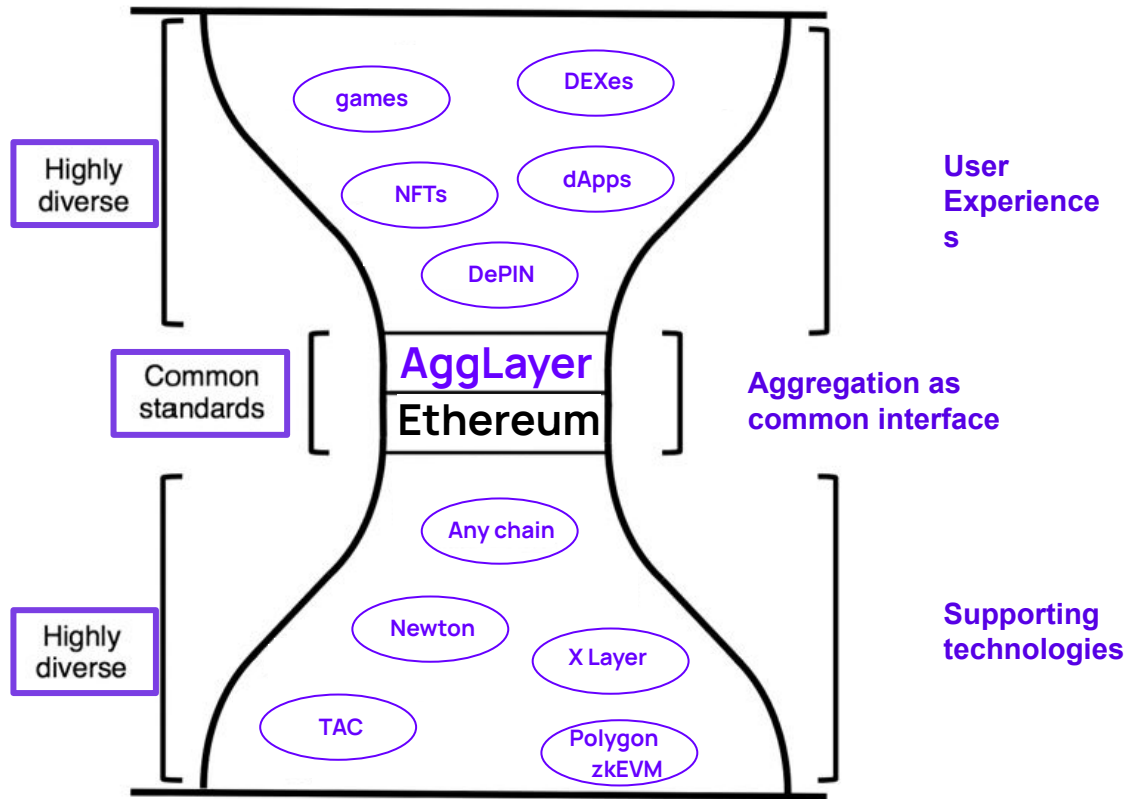 games
DEXes
Highly
diverse
NFTs
dApps
User
Experience
s
DePIN
Common
standards
AggLayer
Ethereum
Aggregation as
common interface
Any chain
Highly
diverse
Newton
X Layer
Supporting
technologies
TAC
Polygon
zkEVM